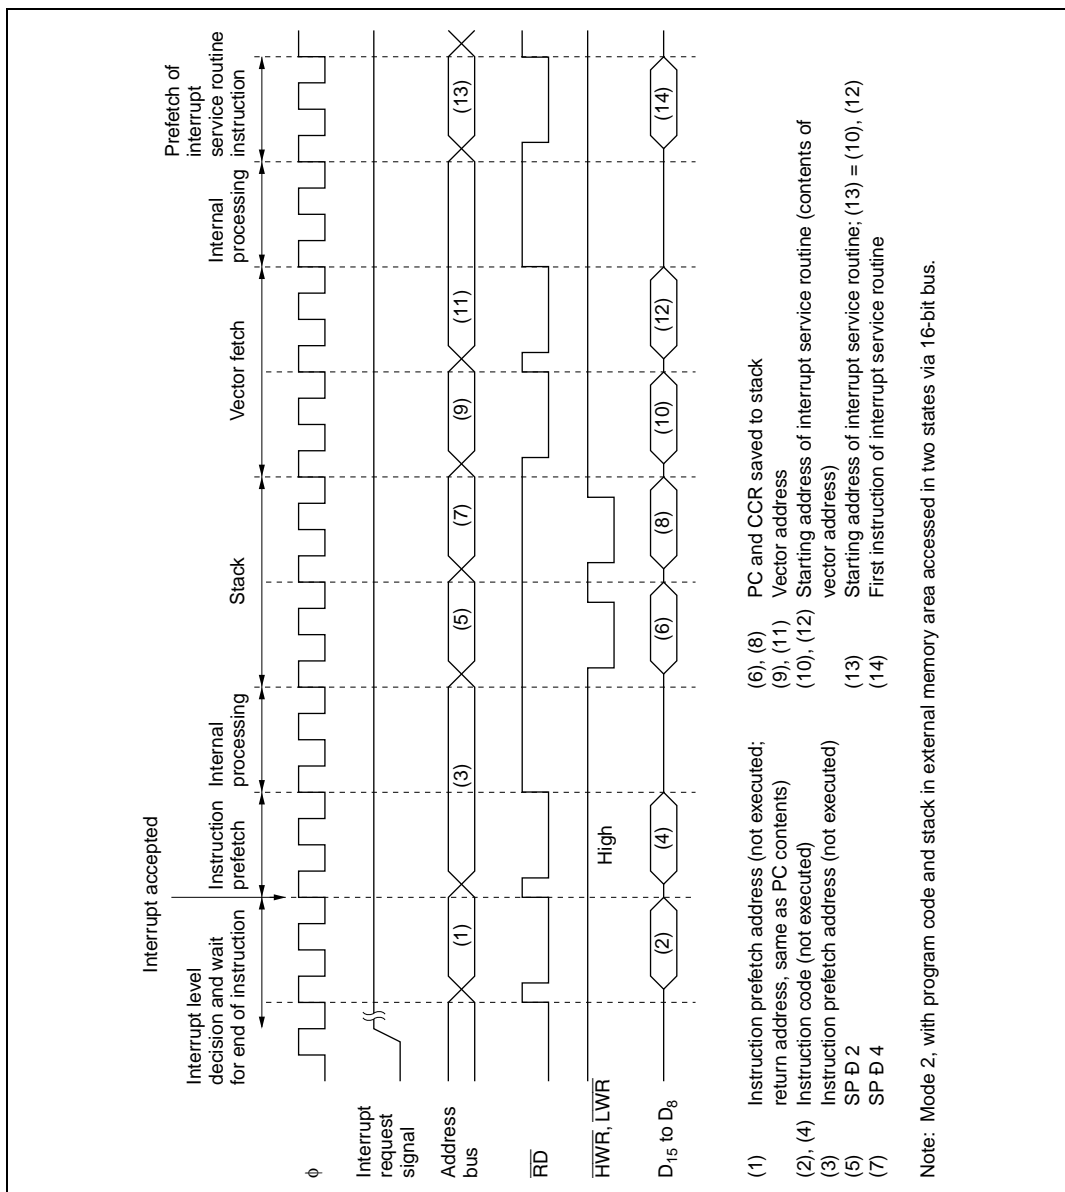 Interrupt accepted
Interrupt level
decision and wait
for end of instruction
Instruction
prefetch
Internal
processing
Stack
Vector fetch
Internal
processing
Prefetch of
interrupt
service routine
instruction
φ
Interrupt
request
signal
Address
bus
(1)
(3)
(5)
(7)
(9)
(11)
(13)
RD
HWR, LWR
High
D15 to D8
(2)
(4)
(6)
(8)
(10)
(12)
(14)
(1) Instruction prefetch address (not executed;
return address, same as PC contents)
(2), (4) Instruction code (not executed)
(3) Instruction prefetch address (not executed)
(5) SP Ð 2
(7) SP Ð 4
(6), (8) PC and CCR saved to stack
(9), (11) Vector address
(10), (12) Starting address of interrupt service routine (contents of
vector address)
(13) Starting address of interrupt service routine; (13) = (10), (12)
(14) First instruction of interrupt service routine
Note: Mode 2, with program code and stack in external memory area accessed in two states via 16-bit bus.